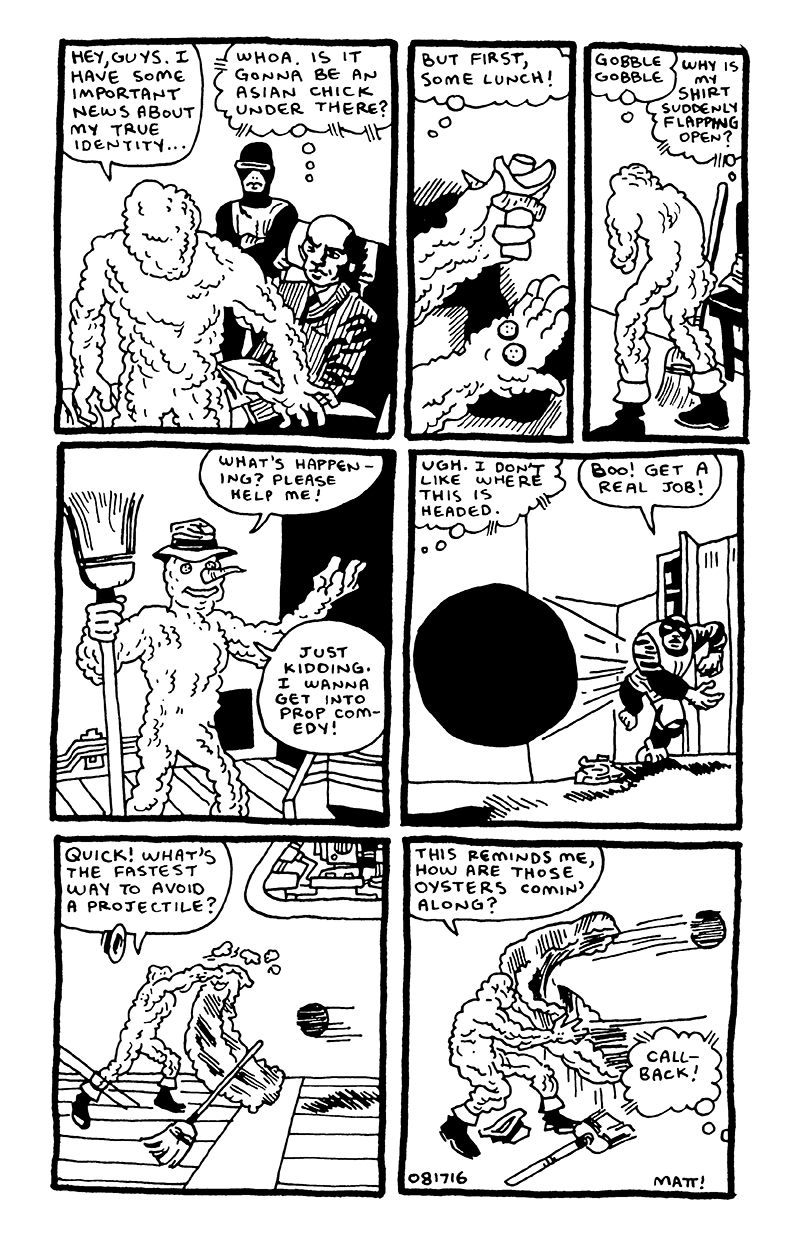 HEY, GUYS. I
HAVE SOME
IMPORTANT
NEWS ABOUT
MY TRUE
IDENTITY...
WHOA. IS IT
GONNA BE AN
ASIAN CHICK
UNDER THERE?
BUT FIRST,
SOME LUNCH!
GOBBLE
GOBBLE
WHY IS
MY
SHIRT
SUDDENLY
FLAPPING
OPEN?
WHAT'S HAPPEN-
ING? PLEASE
HELP ME!
JUST
KIDDING.
I WANNA
GET INTO
PROP COM-
EDY!
UGH. I DON'T
LIKE WHERE
THIS IS
HEADED.
BOO! GET A
REAL JOB!
QUICK! WHAT'S
THE FASTEST
WAY TO AVOID
A PROJECTILE?
THIS REMINDS ME,
HOW ARE THOSE
OYSTERS COMIN'
ALONG?
CALL-
BACK!
081716
MATT!